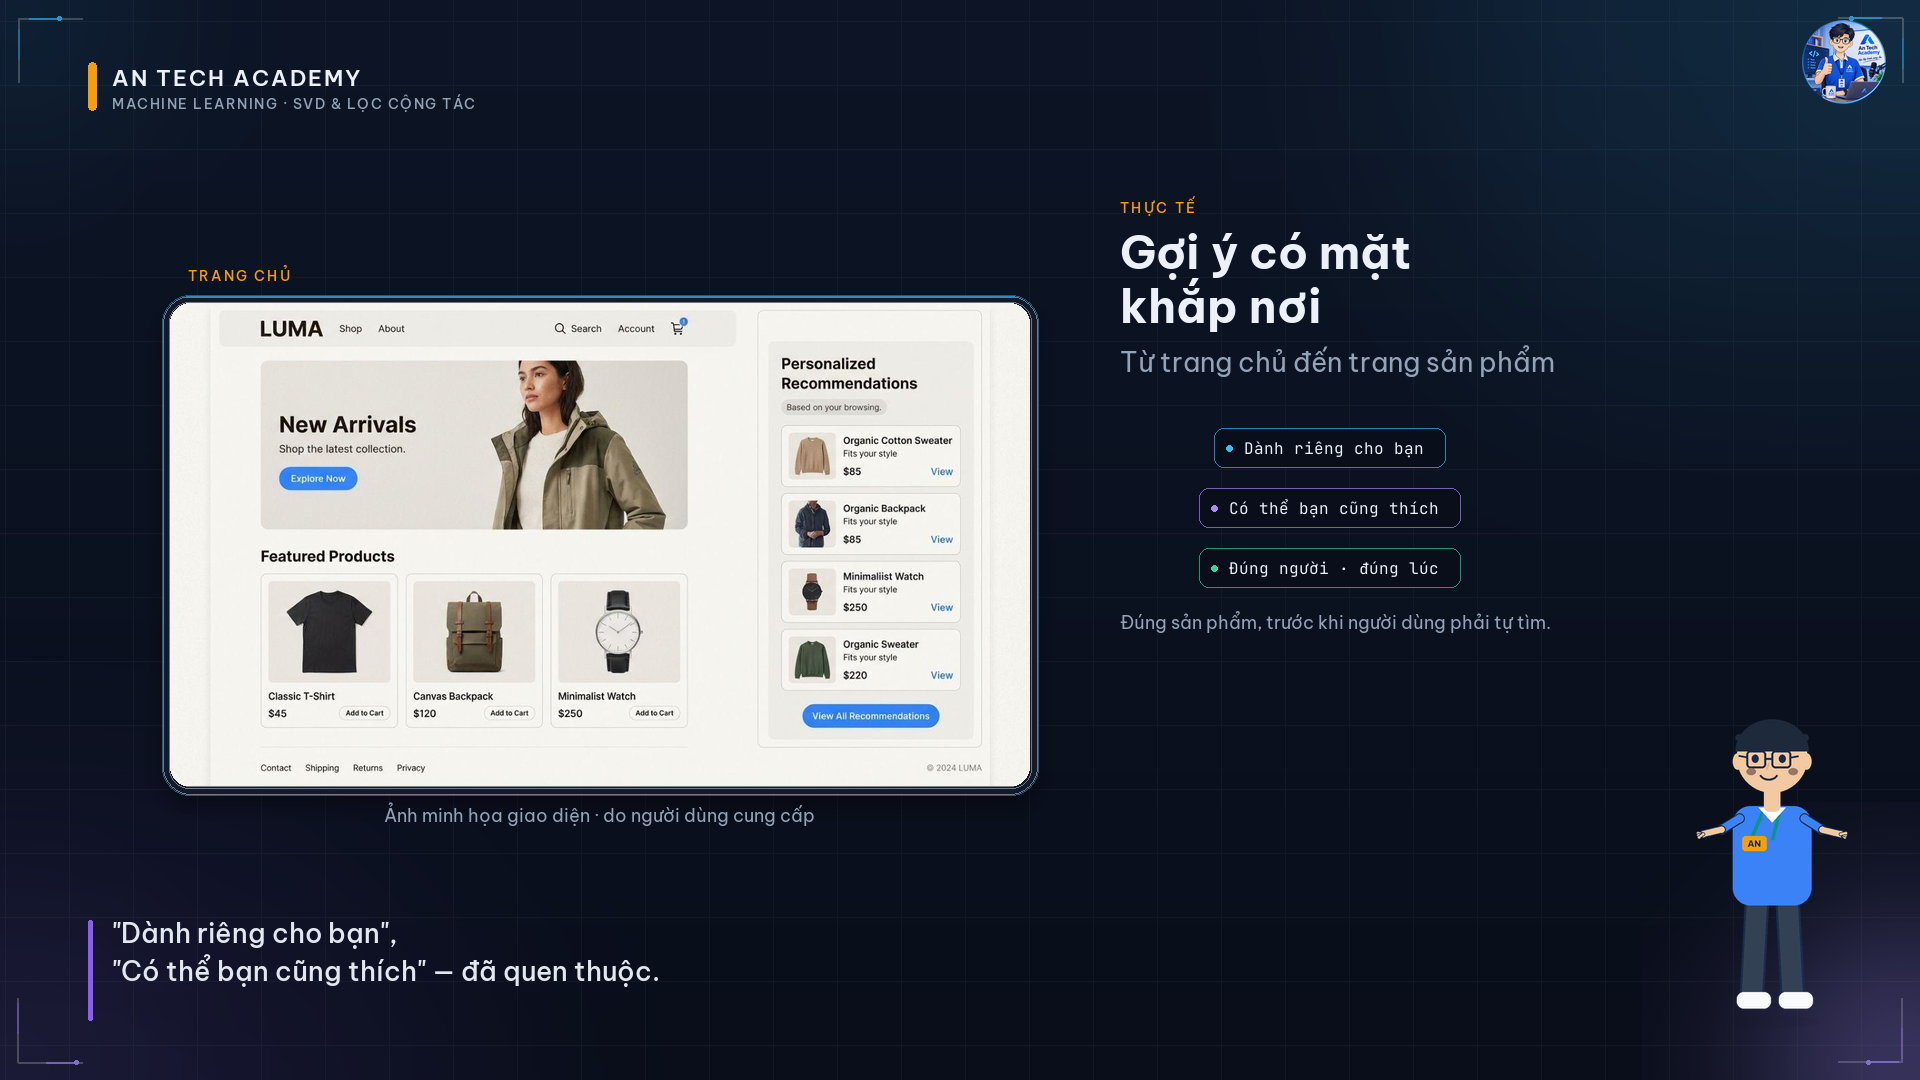 AN TECH ACADEMY
MACHINE LEARNING · SVD & LỌC CỘNG TÁC
An Tech
Academy
TRANG CHỦ
LUMA
Shop
About
Search
Account
New Arrivals
Shop the latest collection.
Explore Now
Featured Products
Classic T-Shirt
$45
Add to Cart
Canvas Backpack
$120
Add to Cart
Minimalist Watch
$250
Add to Cart
Contact
Shipping
Returns
Privacy
Personalized
Recommendations
Based on your browsing.
Organic Cotton Sweater
Fits your style
$85
View
Organic Backpack
Fits your style
$85
View
Minimaliist Watch
Fits your style
$250
View
Organic Sweater
Fits your style
$220
View
View All Recommendations
© 2024 LUMA
Ảnh minh họa giao diện · do người dùng cung cấp
THỰC TẾ
Gợi ý có mặt
khắp nơi
Từ trang chủ đến trang sản phẩm
Dành riêng cho bạn
Có thể bạn cũng thích
Đúng người · đúng lúc
Đúng sản phẩm, trước khi người dùng phải tự tìm.
AN
"Dành riêng cho bạn",
"Có thể bạn cũng thích" — đã quen thuộc.